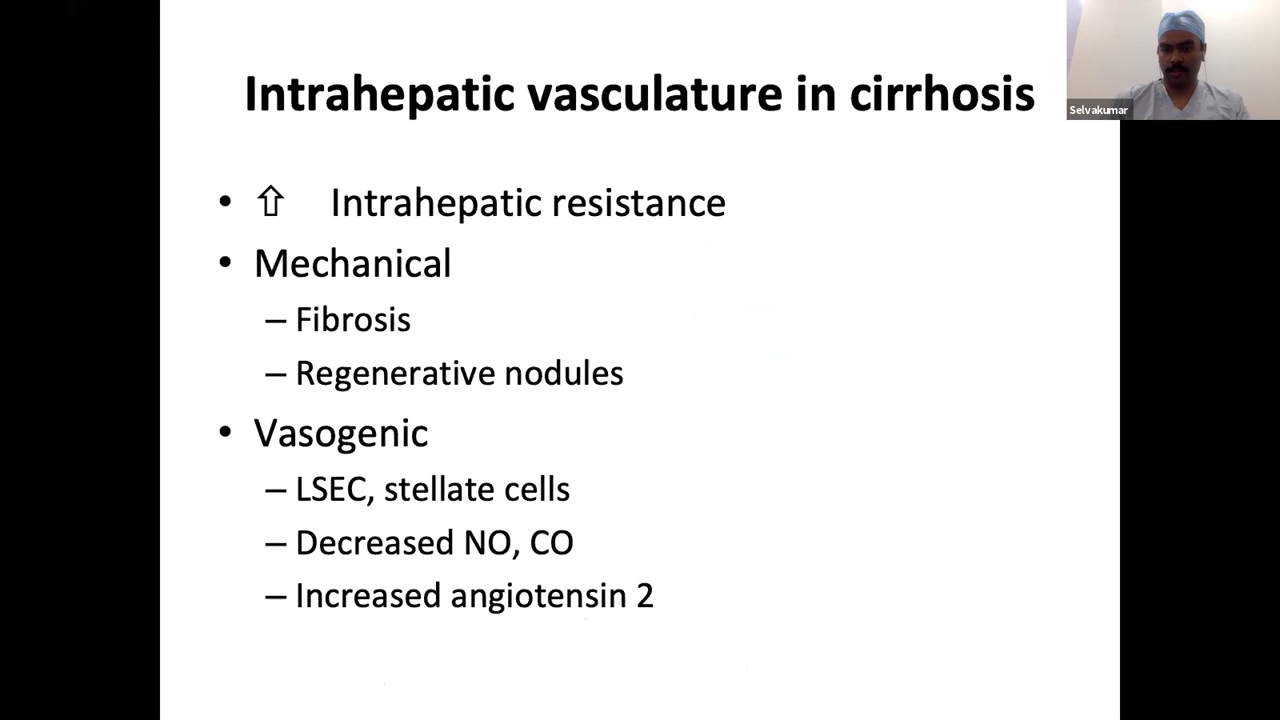 Intrahepatic vasculature in cirrhosis
Selvakumar
• ⇧ Intrahepatic resistance
• Mechanical
– Fibrosis
– Regenerative nodules
• Vasogenic
– LSEC, stellate cells
– Decreased NO, CO
– Increased angiotensin 2